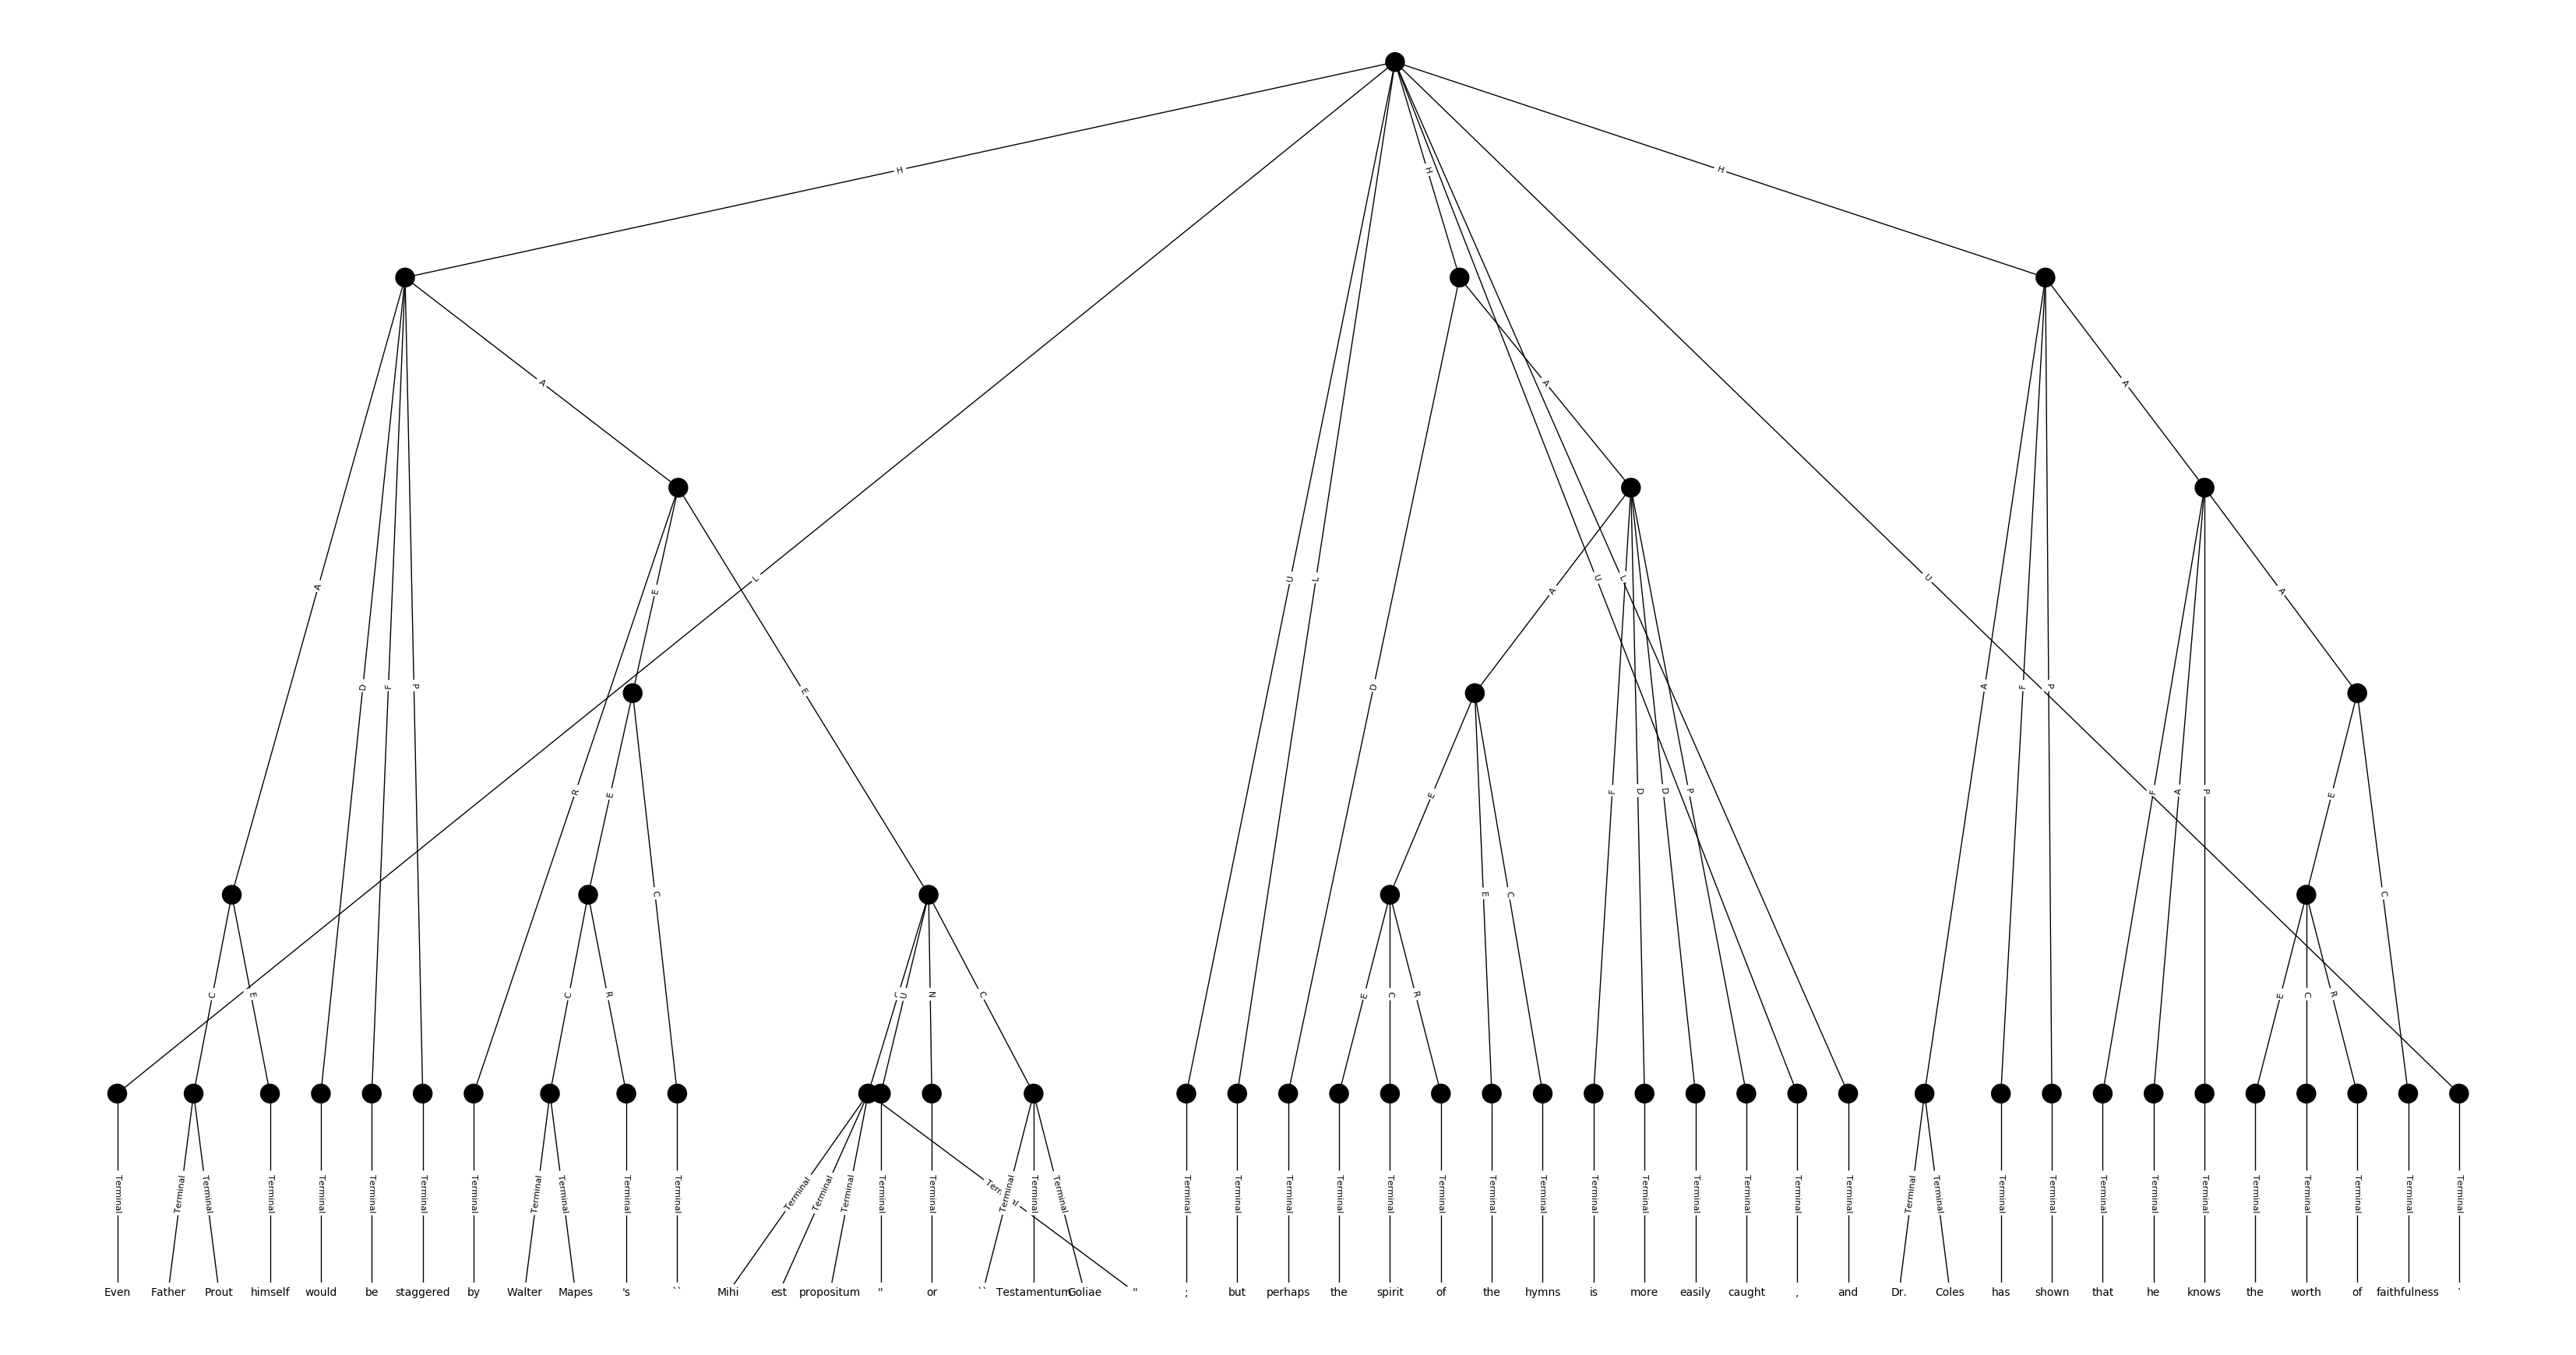 H H H
A A A
L U L U L U
A E A A
D F P E D A F P
R E E F D D P F A P E
C E C C
C E C R C U N C E C R E C R
Terminal Terminal Terminal Terminal Terminal Terminal Terminal Terminal Terminal Terminal Terminal Terminal Terminal Terminal Terminal Terminal Terminal Terminal Terminal Terminal Terminal Terminal Terminal Terminal Terminal Terminal Terminal Terminal Terminal Terminal Terminal Terminal Terminal Terminal Terminal Terminal Terminal Terminal Terminal Terminal Terminal Terminal Terminal Terminal Terminal Terminal
Even Father Prout himself would be staggered by Walter Mapes 's `` Mihi est propositum " or `` Testamentum Goliae " ; but perhaps the spirit of the hymns is more easily caught , and Dr. Coles has shown that he knows the worth of faithfulness .